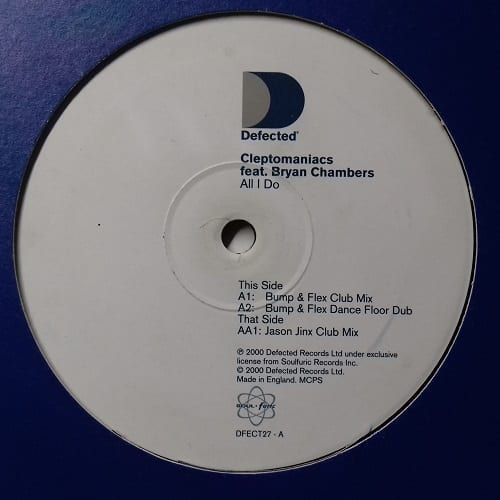 Defected®
Cleptomaniacs
feat. Bryan Chambers
All I Do
This Side
A1: Bump & Flex Club Mix
A2: Bump & Flex Dance Floor Dub
That Side
AA1: Jason Jinx Club Mix
℗ 2000 Defected Records Ltd under exclusive
license from Soulfuric Records Inc.
© 2000 Defected Records Ltd.
Made in England. MCPS
SOUL·FURIC
DFECT27 - A